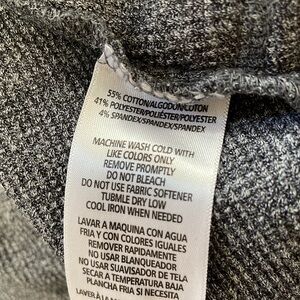 55% COTTON/ALGODON/COTON
41% POLYESTER/POLIÉSTER/POLYESTER
4% SPANDEX/SPANDEX/SPANDEX
MACHINE WASH COLD WITH
LIKE COLORS ONLY
REMOVE PROMPTLY
DO NOT BLEACH
DO NOT USE FABRIC SOFTENER
TUBMLE DRY LOW
COOL IRON WHEN NEEDED
LAVAR A MAQUINA CON AGUA
FRIA Y CON COLORES IGUALES
REMOVER RAPIDAMENTE
NO USAR BLANQUEADOR
NO USAR SUAVISADOR DE TELA
SECAR A TEMPERATURA BAJA
PLANCHA FRIA SI NECESITA
LAVER À LA